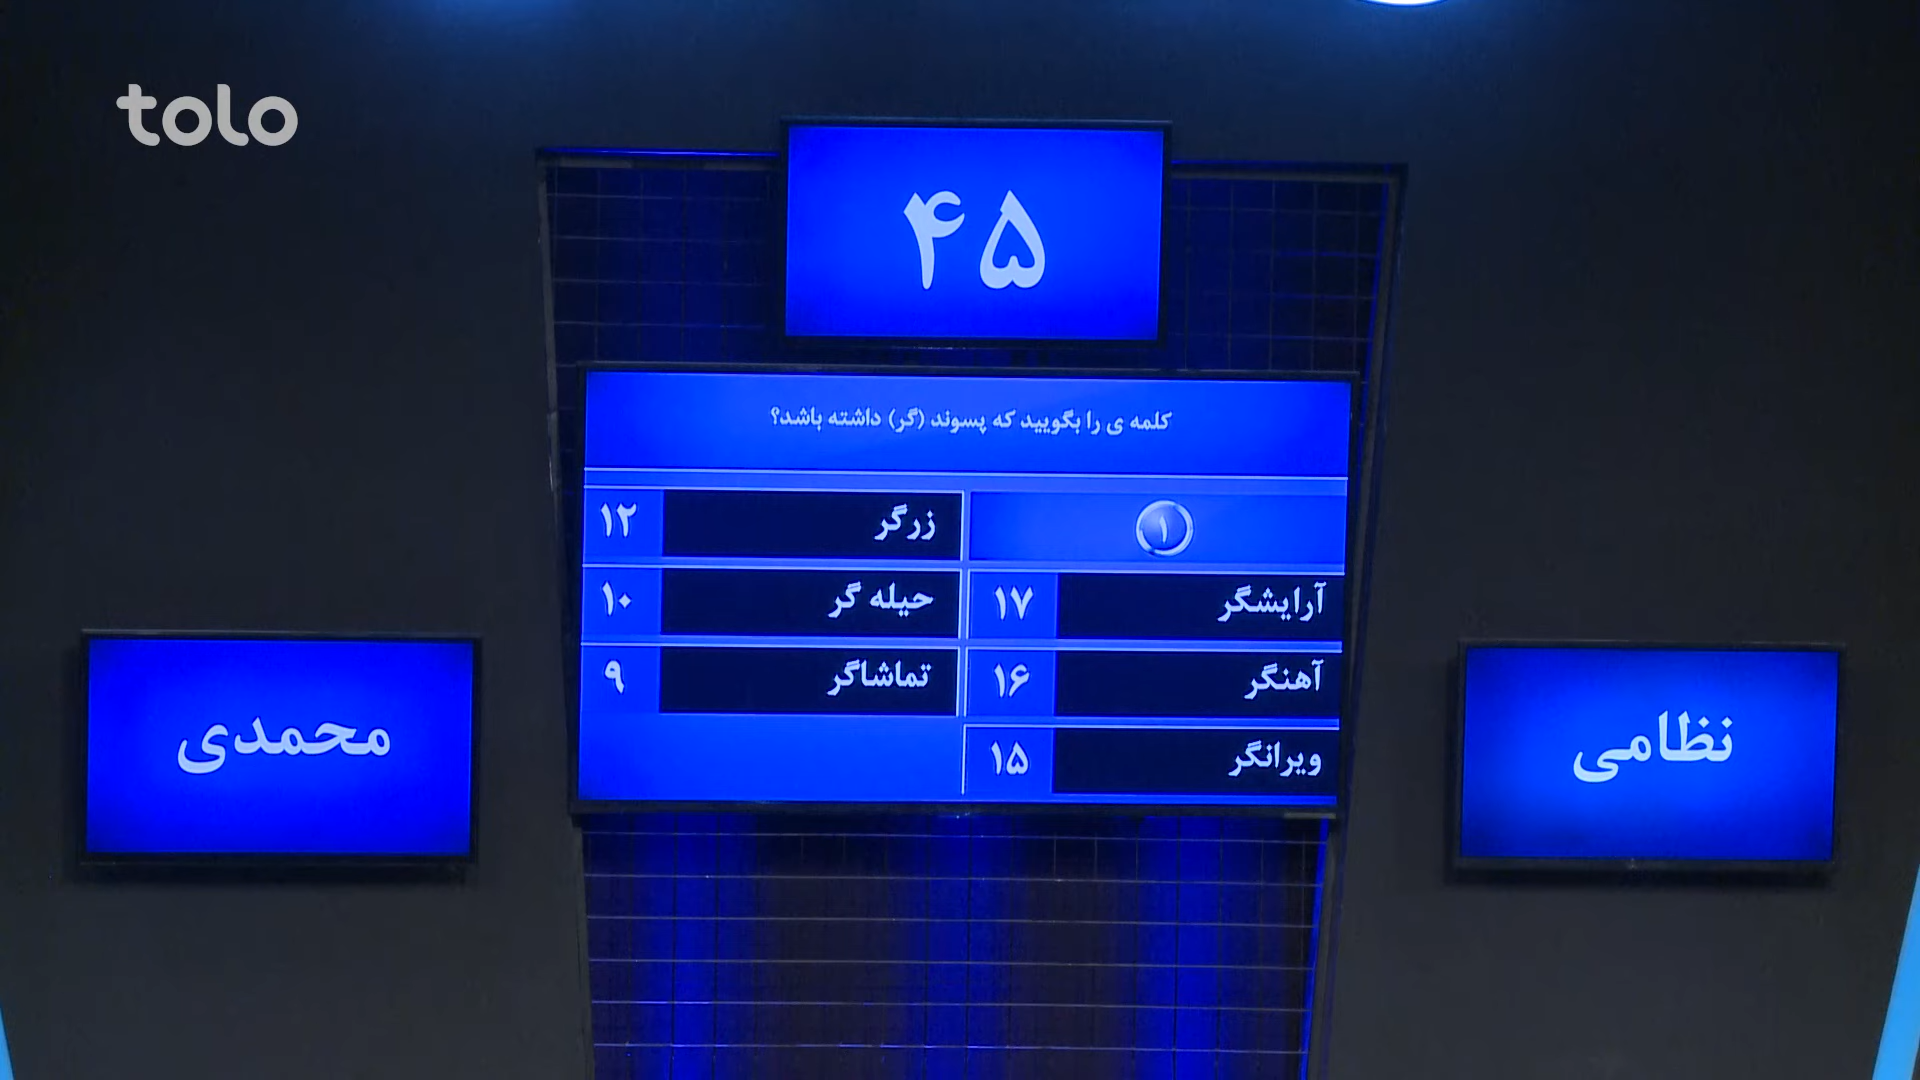 tolo
۴۵
کلمه ی را بگویید که پسوند (گر) داشته باشد؟
۱
آرایشگر ۱۷
آهنگر ۱۶
ویرانگر ۱۵
زرگر ۱۲
حیله گر ۱۰
تماشاگر ۹
نظامی
محمدی